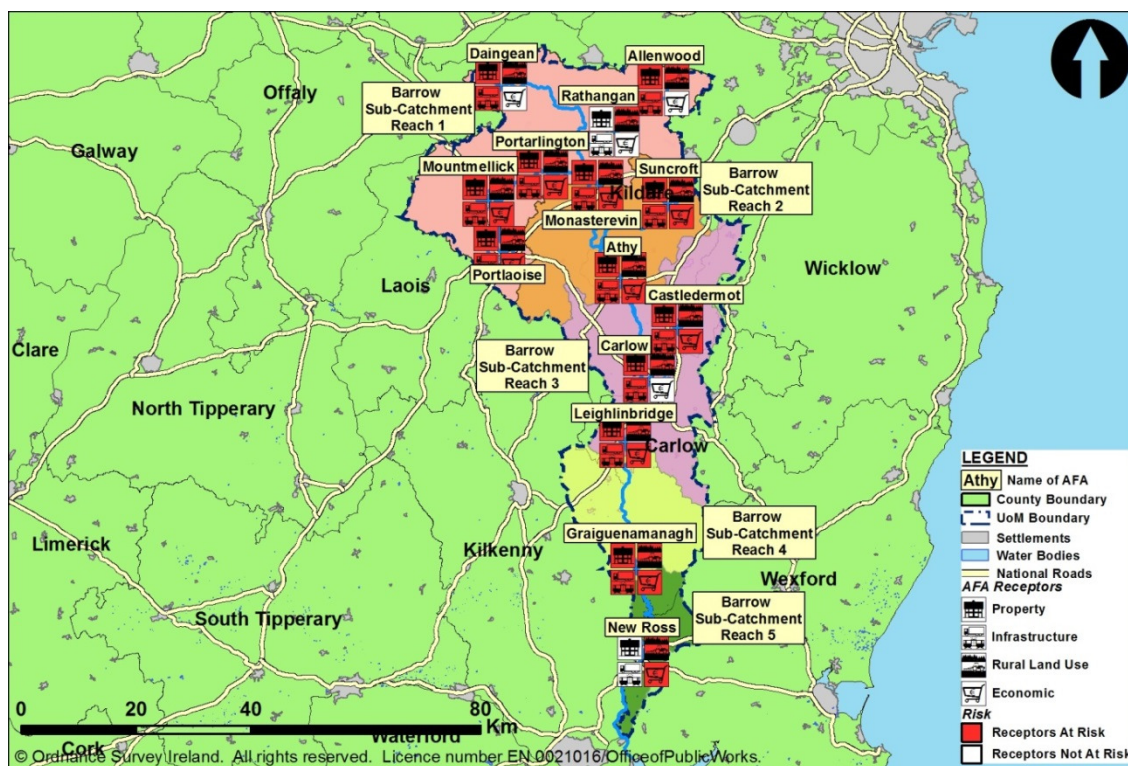 Daingean
Allenwood
Offaly
Barrow
Sub-Catchment
Reach 1
Rathangan
Galway
Portarlington
Mountmellick
Suncroft
Kildare
Barrow
Sub-Catchment
Reach 2
Monasterevin
Athy
Wicklow
Laois
Portlaoise
Castledermot
Clare
Carlow
Barrow
Sub-Catchment
Reach 3
North Tipperary
Leighlinbridge
Carlow
Limerick
Kilkenny
Graiguenamanagh
Barrow
Sub-Catchment
Reach 4
Wexford
South Tipperary
New Ross
Barrow
Sub-Catchment
Reach 5
0 20 40 80
Km
Cork
Waterford
© Ordnance Survey Ireland. All rights reserved. Licence number EN 0021016/OfficeofPublicWorks.
LEGEND
Athy Name of AFA
County Boundary
UoM Boundary
Settlements
Water Bodies
National Roads
AFA Receptors
Property
Infrastructure
Rural Land Use
Economic
Risk
Receptors At Risk
Receptors Not At Risk